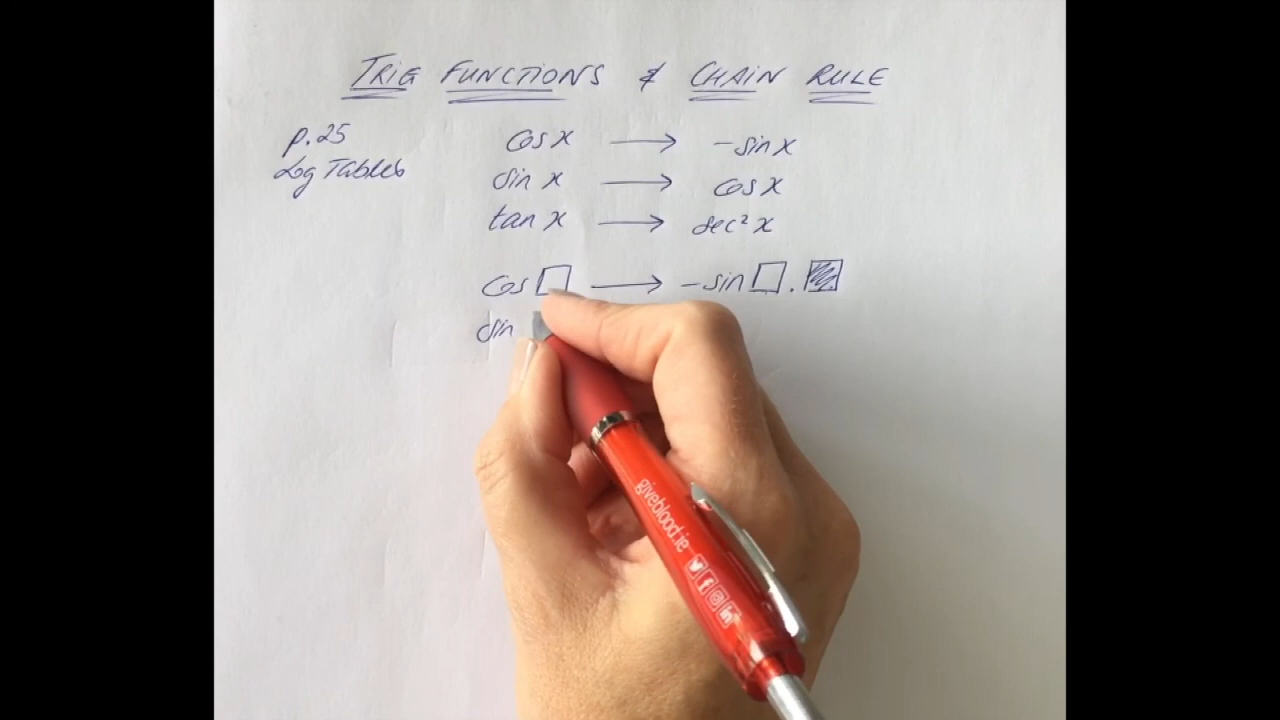 TRIG FUNCTIONS & CHAIN RULE
p.25
Log Tables
cos x → -sin x
sin x → cos x
tan x → sec² x
cos □ → -sin □ . ■
sin
giveblood.ie